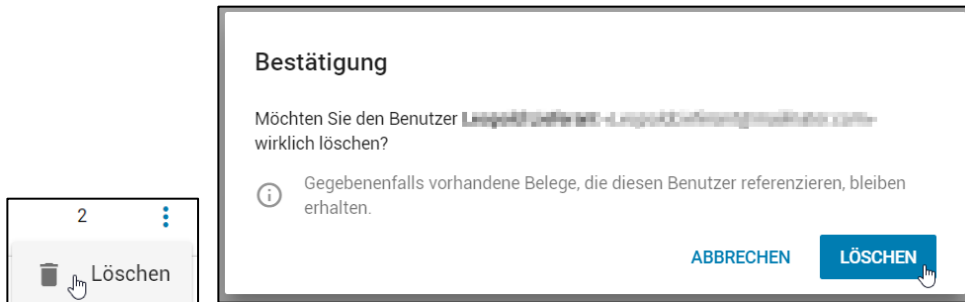 2
Löschen
Bestätigung
Möchten Sie den Benutzer
wirklich löschen?
Gegebenenfalls vorhandene Belege, die diesen Benutzer referenzieren, bleiben
erhalten.
ABBRECHEN LÖSCHEN